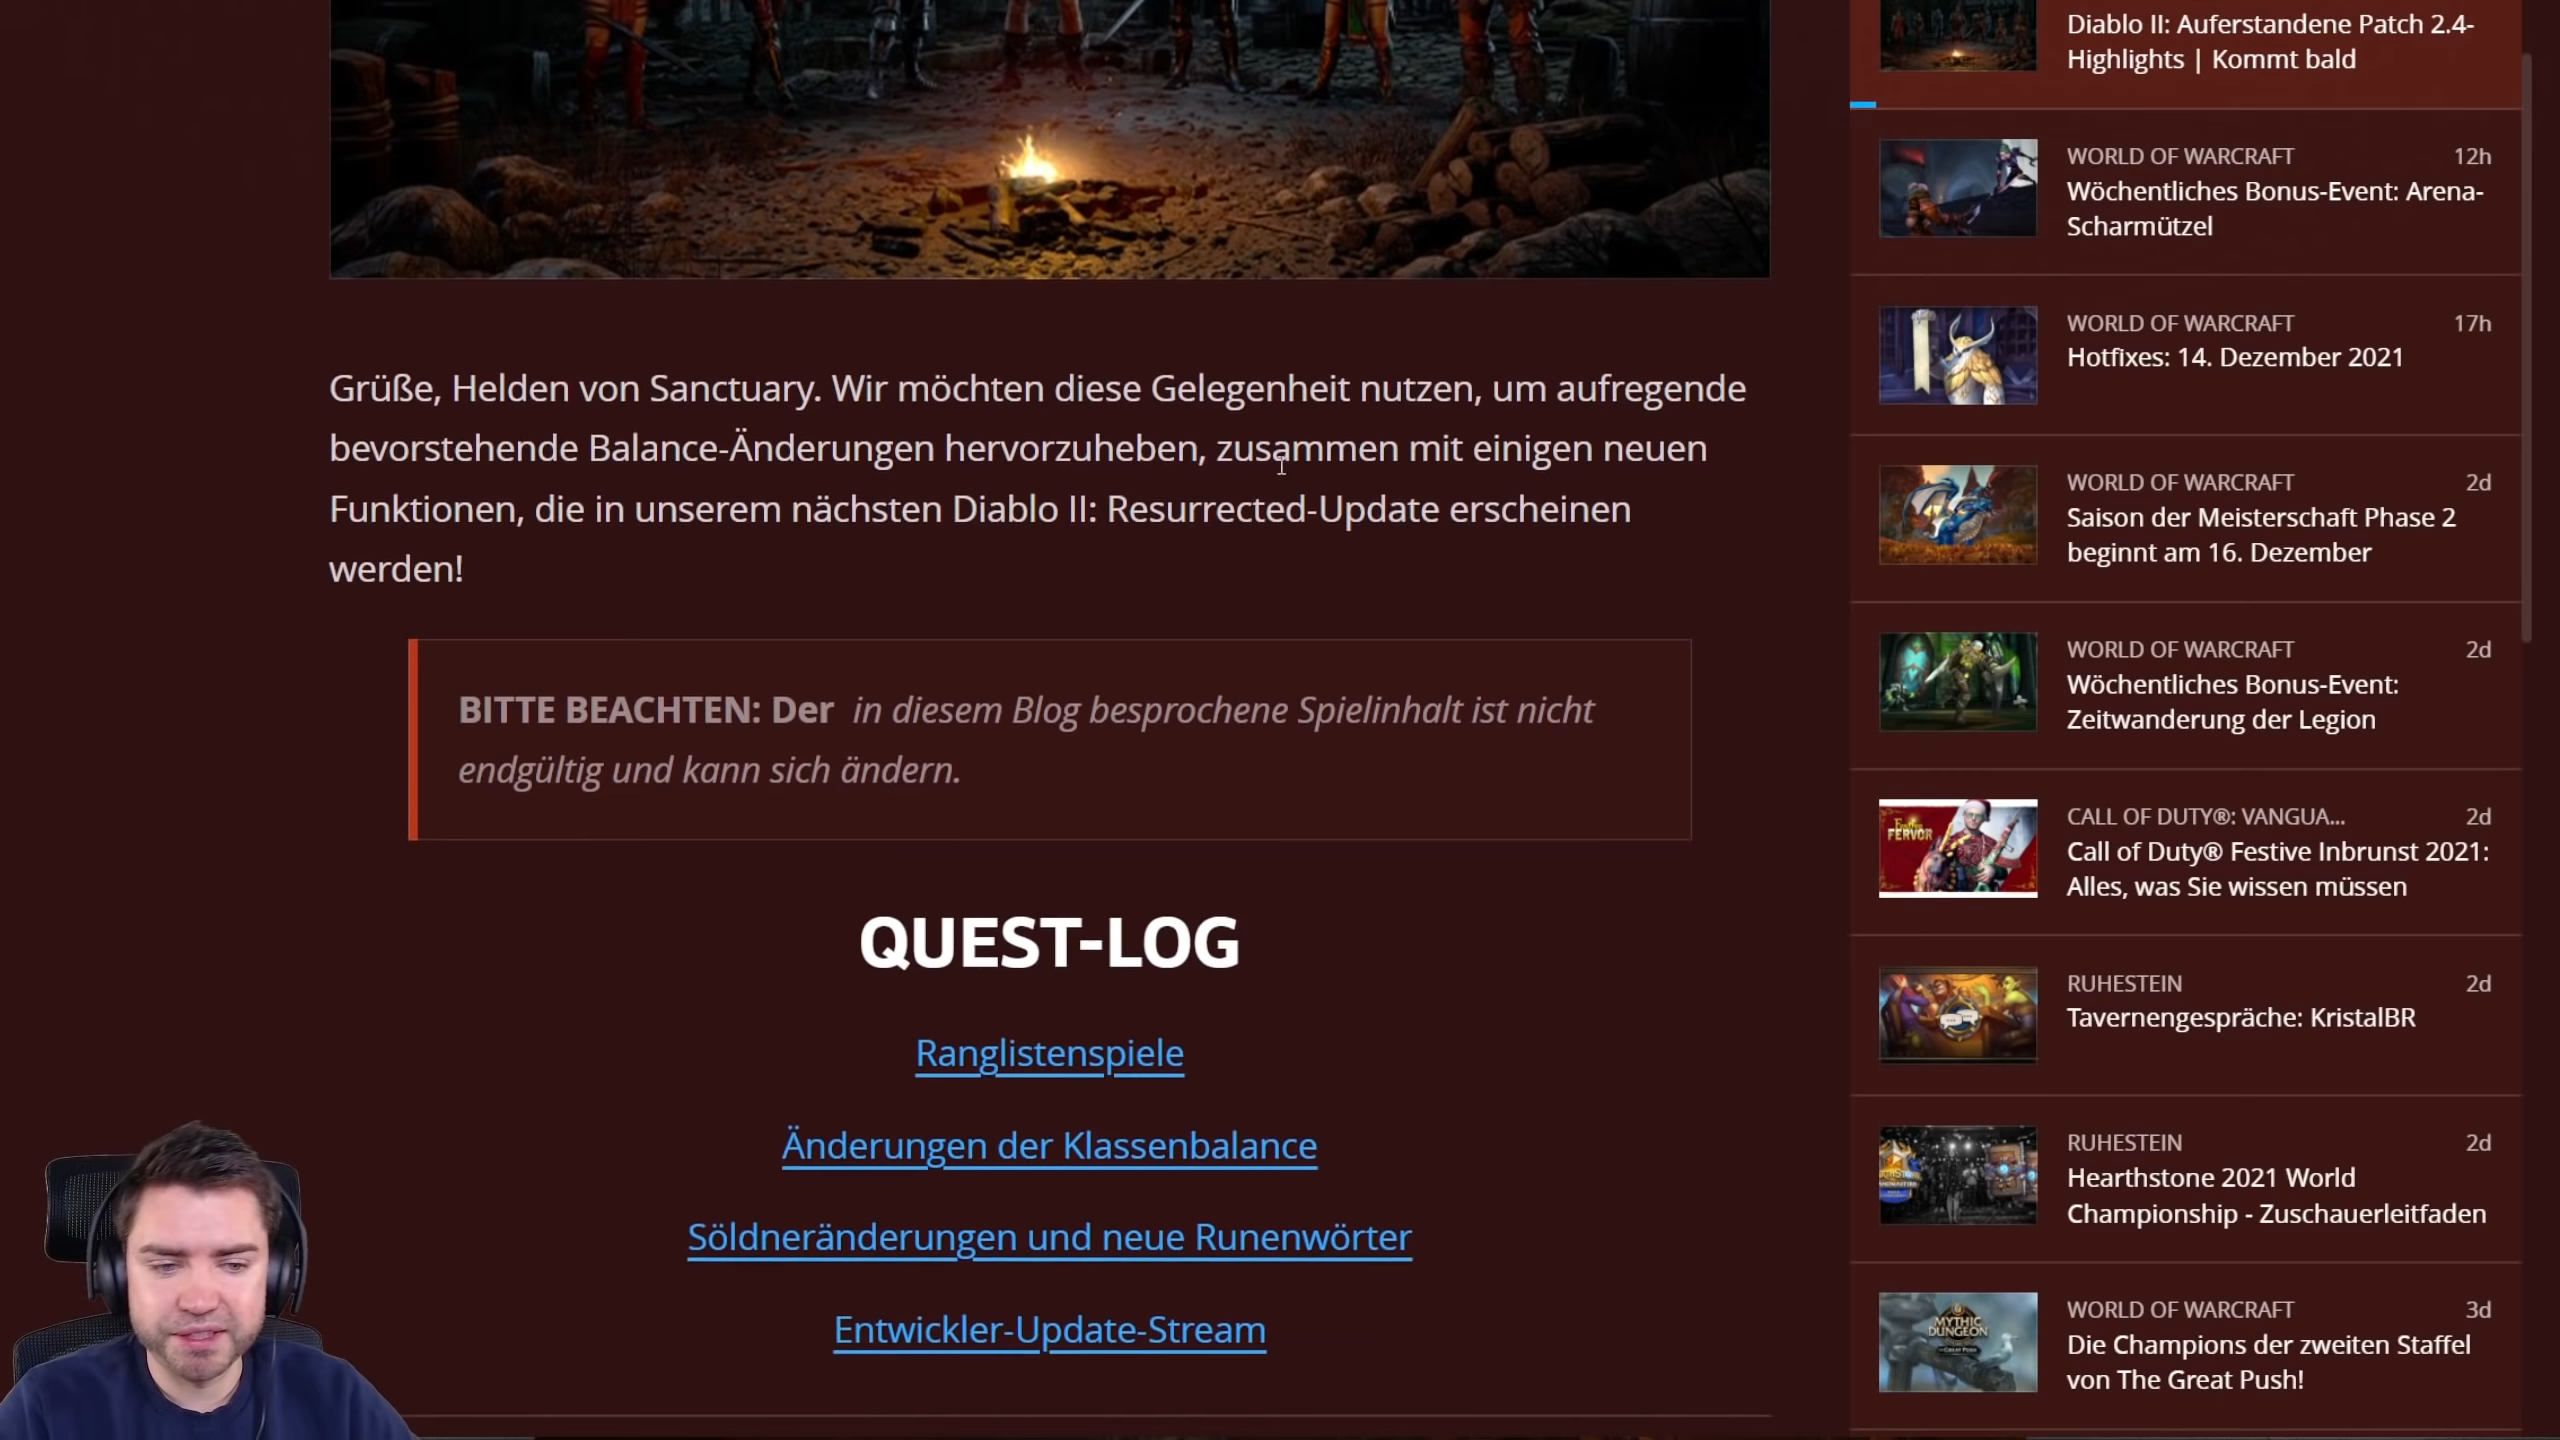 Grüße, Helden von Sanctuary. Wir möchten diese Gelegenheit nutzen, um aufregende
bevorstehende Balance-Änderungen hervorzuheben, zusammen mit einigen neuen
Funktionen, die in unserem nächsten Diablo II: Resurrected-Update erscheinen
werden!
BITTE BEACHTEN: Der in diesem Blog besprochene Spielinhalt ist nicht
endgültig und kann sich ändern.
QUEST-LOG
Ranglistenspiele
Änderungen der Klassenbalance
Söldneränderungen und neue Runenwörter
Entwickler-Update-Stream
Diablo II: Auferstandene Patch 2.4-
Highlights | Kommt bald
WORLD OF WARCRAFT 12h
Wöchentliches Bonus-Event: Arena-
Scharmützel
WORLD OF WARCRAFT 17h
Hotfixes: 14. Dezember 2021
WORLD OF WARCRAFT 2d
Saison der Meisterschaft Phase 2
beginnt am 16. Dezember
WORLD OF WARCRAFT 2d
Wöchentliches Bonus-Event:
Zeitwanderung der Legion
FERVOR
CALL OF DUTY®: VANGUA... 2d
Call of Duty® Festive Inbrunst 2021:
Alles, was Sie wissen müssen
RUHESTEIN 2d
Tavernengespräche: KristalBR
RUHESTEIN 2d
Hearthstone 2021 World
Championship - Zuschauerleitfaden
MYTHIC
DUNGEON
WORLD OF WARCRAFT 3d
Die Champions der zweiten Staffel
von The Great Push!